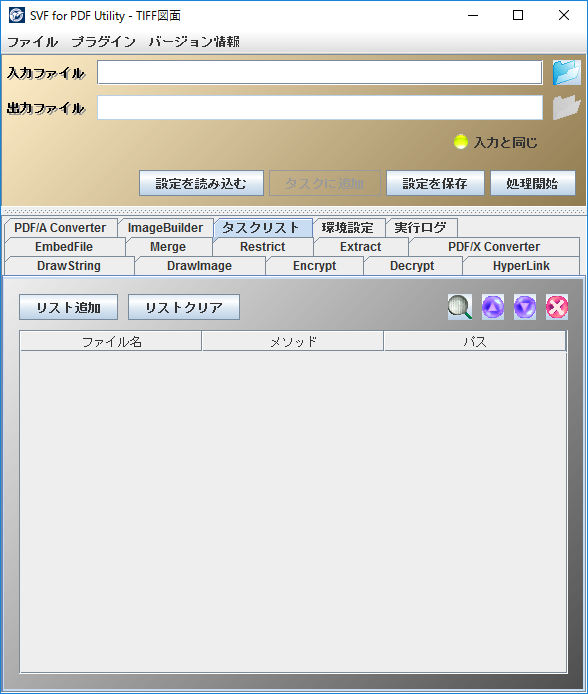 SVF for PDF Utility - TIFF図面
ファイル プラグイン バージョン情報
入力ファイル
出力ファイル
入力と同じ
設定を読み込む タスクに追加 設定を保存 処理開始
PDF/A Converter ImageBuilder タスクリスト 環境設定 実行ログ
EmbedFile Merge Restrict Extract PDF/X Converter
DrawString DrawImage Encrypt Decrypt HyperLink
リスト追加 リストクリア
ファイル名 メソッド パス